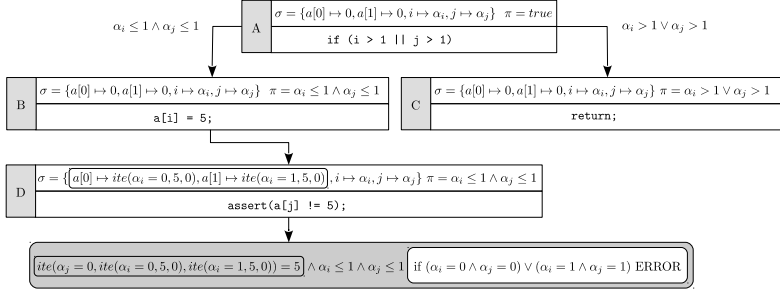 A
σ = {a[0] ↦ 0, a[1] ↦ 0, i ↦ αᵢ, j ↦ αⱼ} π = true
if (i > 1 || j > 1)
αᵢ ≤ 1 ∧ αⱼ ≤ 1
αᵢ > 1 ∨ αⱼ > 1
B
σ = {a[0] ↦ 0, a[1] ↦ 0, i ↦ αᵢ, j ↦ αⱼ} π = αᵢ ≤ 1 ∧ αⱼ ≤ 1
a[i] = 5;
C
σ = {a[0] ↦ 0, a[1] ↦ 0, i ↦ αᵢ, j ↦ αⱼ} π = αᵢ > 1 ∨ αⱼ > 1
return;
D
σ = {a[0] ↦ ite(αᵢ = 0, 5, 0), a[1] ↦ ite(αᵢ = 1, 5, 0), i ↦ αᵢ, j ↦ αⱼ} π = αᵢ ≤ 1 ∧ αⱼ ≤ 1
assert(a[j] != 5);
ite(αⱼ = 0, ite(αᵢ = 0, 5, 0), ite(αᵢ = 1, 5, 0)) = 5 ∧ αᵢ ≤ 1 ∧ αⱼ ≤ 1 if (αᵢ = 0 ∧ αⱼ = 0) ∨ (αᵢ = 1 ∧ αⱼ = 1) ERROR